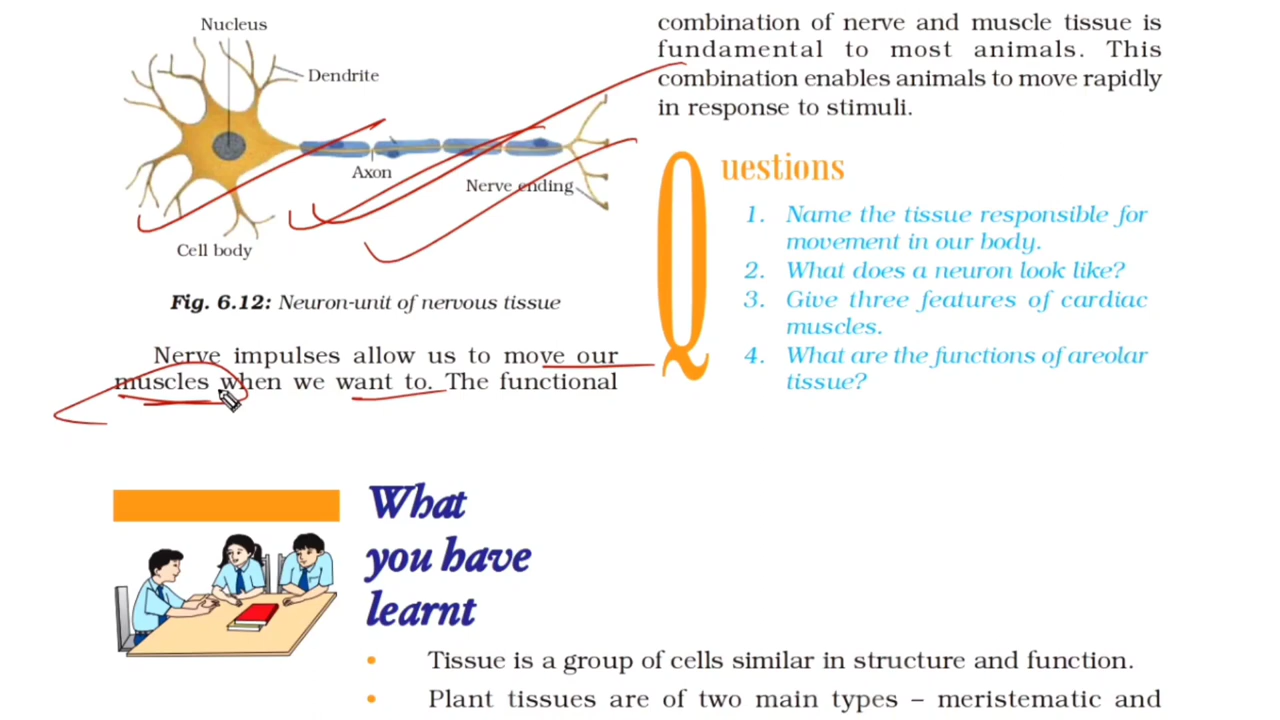 Nucleus
Dendrite
Axon
Nerve ending
Cell body
Fig. 6.12: Neuron-unit of nervous tissue
Nerve impulses allow us to move our
muscles when we want to. The functional
combination of nerve and muscle tissue is
fundamental to most animals. This
combination enables animals to move rapidly
in response to stimuli.
Questions
1. Name the tissue responsible for
movement in our body.
2. What does a neuron look like?
3. Give three features of cardiac
muscles.
4. What are the functions of areolar
tissue?
What
you have
learnt
• Tissue is a group of cells similar in structure and function.
• Plant tissues are of two main types – meristematic and